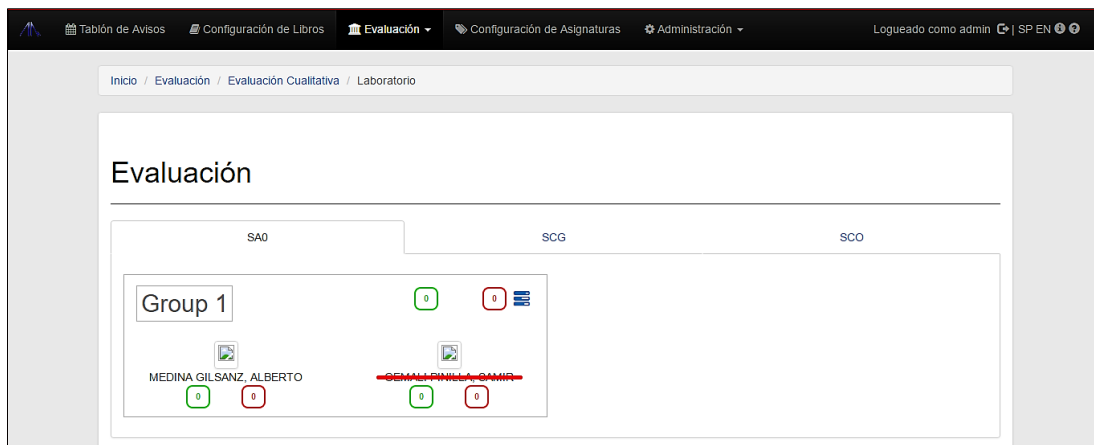 Tablón de Avisos Configuración de Libros Evaluación Configuración de Asignaturas Administración Logueado como admin | SP EN
Inicio / Evaluación / Evaluación Cualitativa / Laboratorio
Evaluación
SA0 SCG SCO
Group 1 0 0
MEDINA GILSANZ, ALBERTO
0 0 0 0